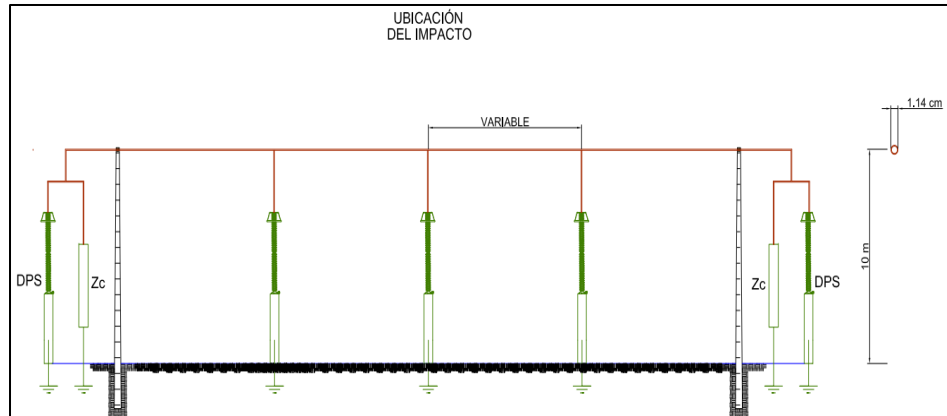 UBICACIÓN
DEL IMPACTO
1.14 cm
VARIABLE
10 m
DPS
Zc
Zc
DPS